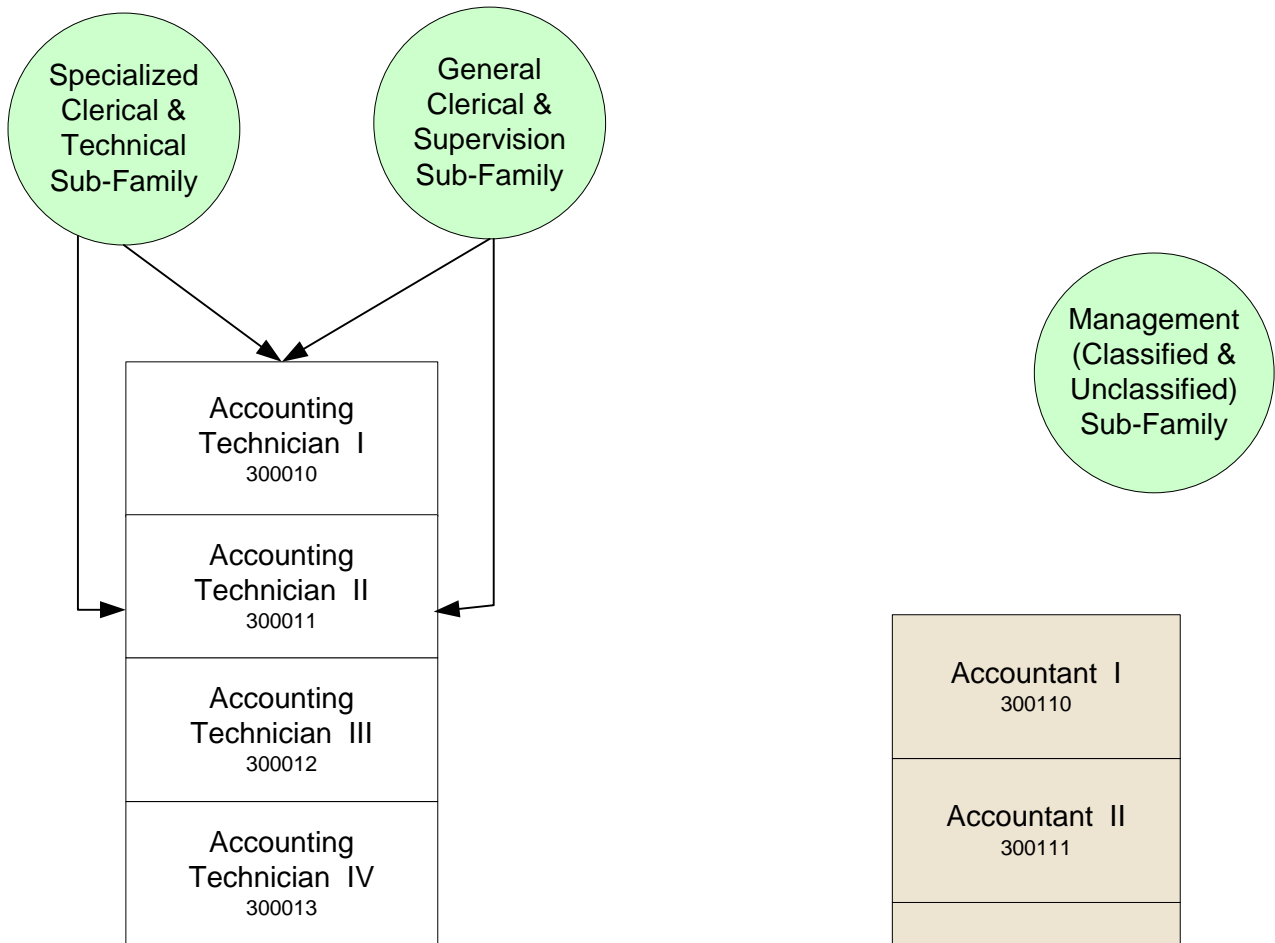 Specialized
Clerical &
Technical
Sub-Family
General
Clerical &
Supervision
Sub-Family
Management
(Classified &
Unclassified)
Sub-Family
Accounting
Technician I
300010
Accounting
Technician II
300011
Accounting
Technician III
300012
Accounting
Technician IV
300013
Accountant I
300110
Accountant II
300111